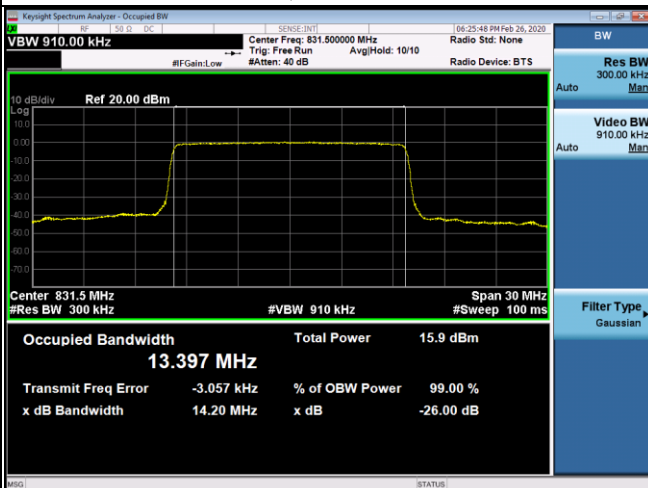 Keysight Spectrum Analyzer - Occupied BW
RF 50 Ω DC SENSE:INT 06:25:48 PM Feb 26, 2020
VBW 910.00 kHz
Center Freq: 831.500000 MHz Radio Std: None
Trig: Free Run Avg|Hold: 10/10
#IFGain:Low #Atten: 40 dB Radio Device: BTS
10 dB/div Ref 20.00 dBm
Log
10.0
0.00
-10.0
-20.0
-30.0
-40.0
-50.0
-60.0
-70.0
Center 831.5 MHz Span 30 MHz
#Res BW 300 kHz #VBW 910 kHz #Sweep 100 ms
Occupied Bandwidth Total Power 15.9 dBm
13.397 MHz
Transmit Freq Error -3.057 kHz % of OBW Power 99.00 %
x dB Bandwidth 14.20 MHz x dB -26.00 dB
MSG STATUS
BW
Res BW
300.00 kHz
Auto Man
Video BW
910.00 kHz
Auto Man
Filter Type
Gaussian